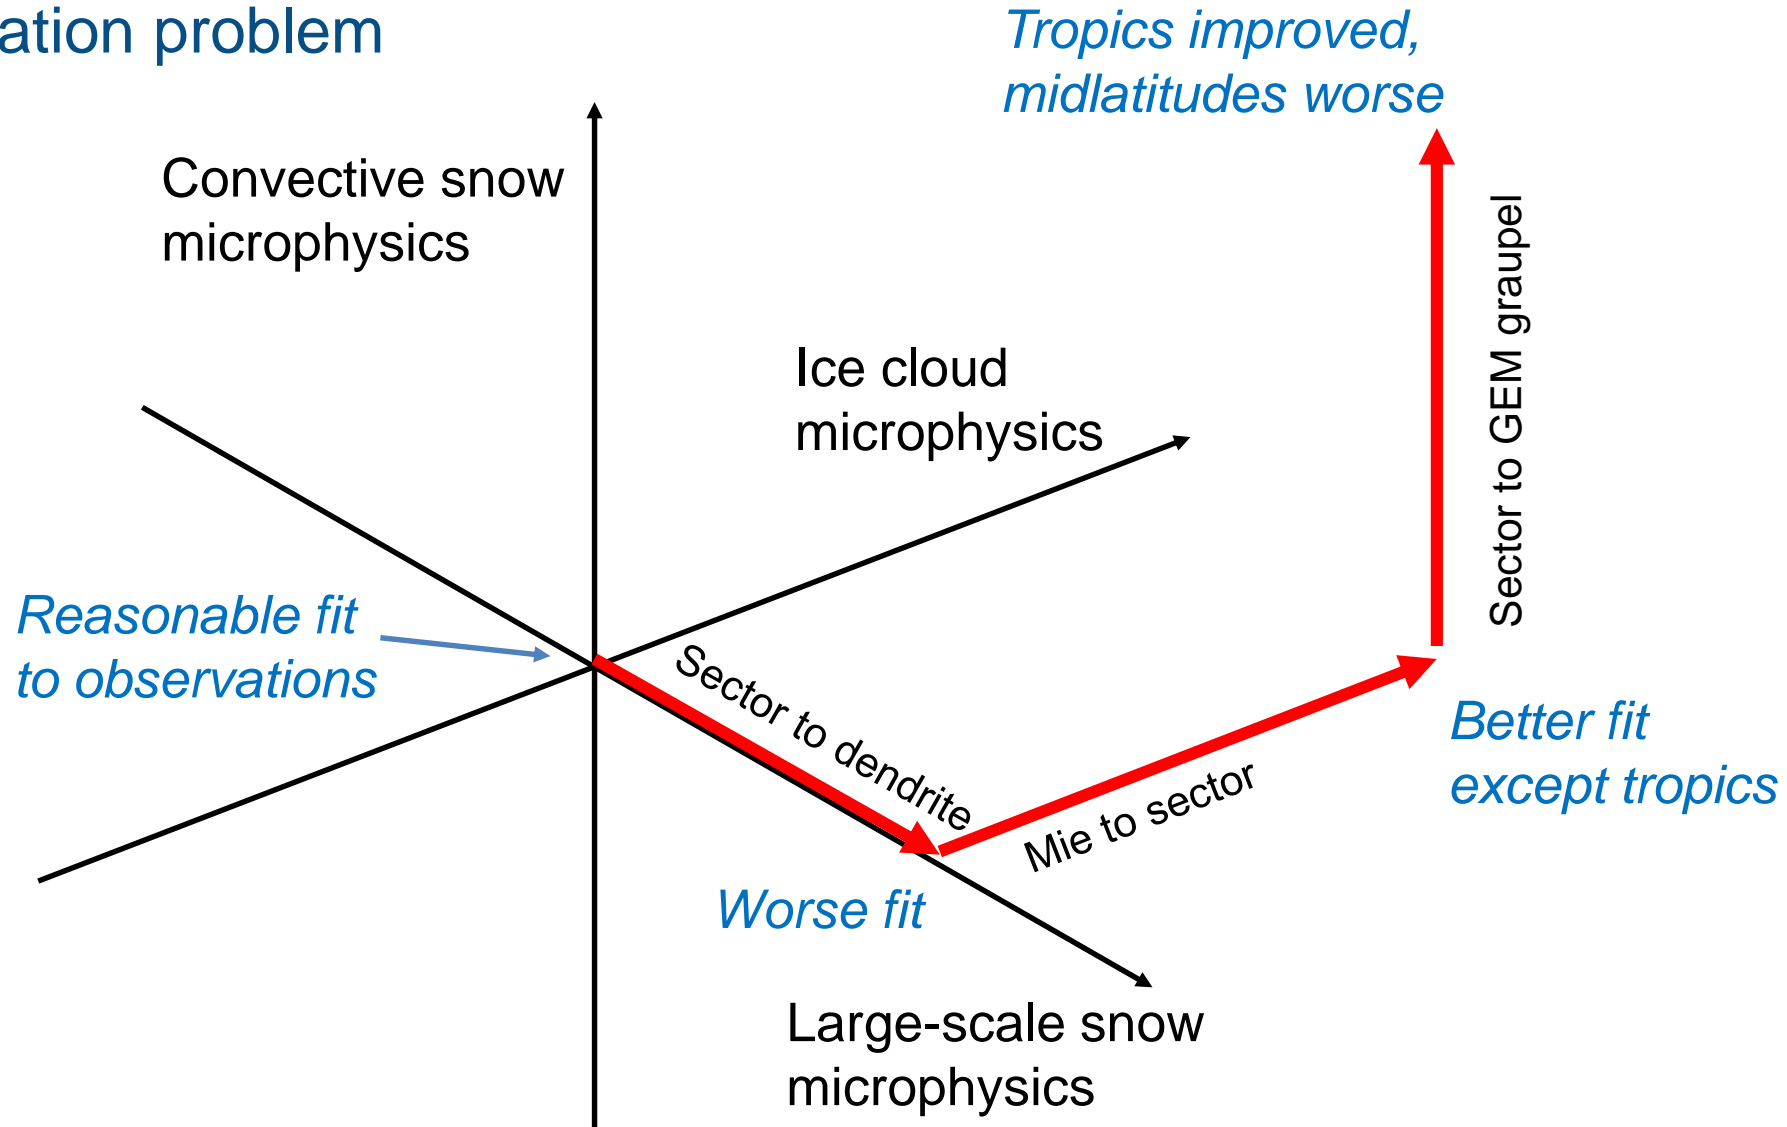 ation problem
Tropics improved,
midlatitudes worse
Convective snow
microphysics
Sector to GEM graupel
Ice cloud
microphysics
Reasonable fit
to observations
Sector to dendrite
Better fit
except tropics
Mie to sector
Worse fit
Large-scale snow
microphysics